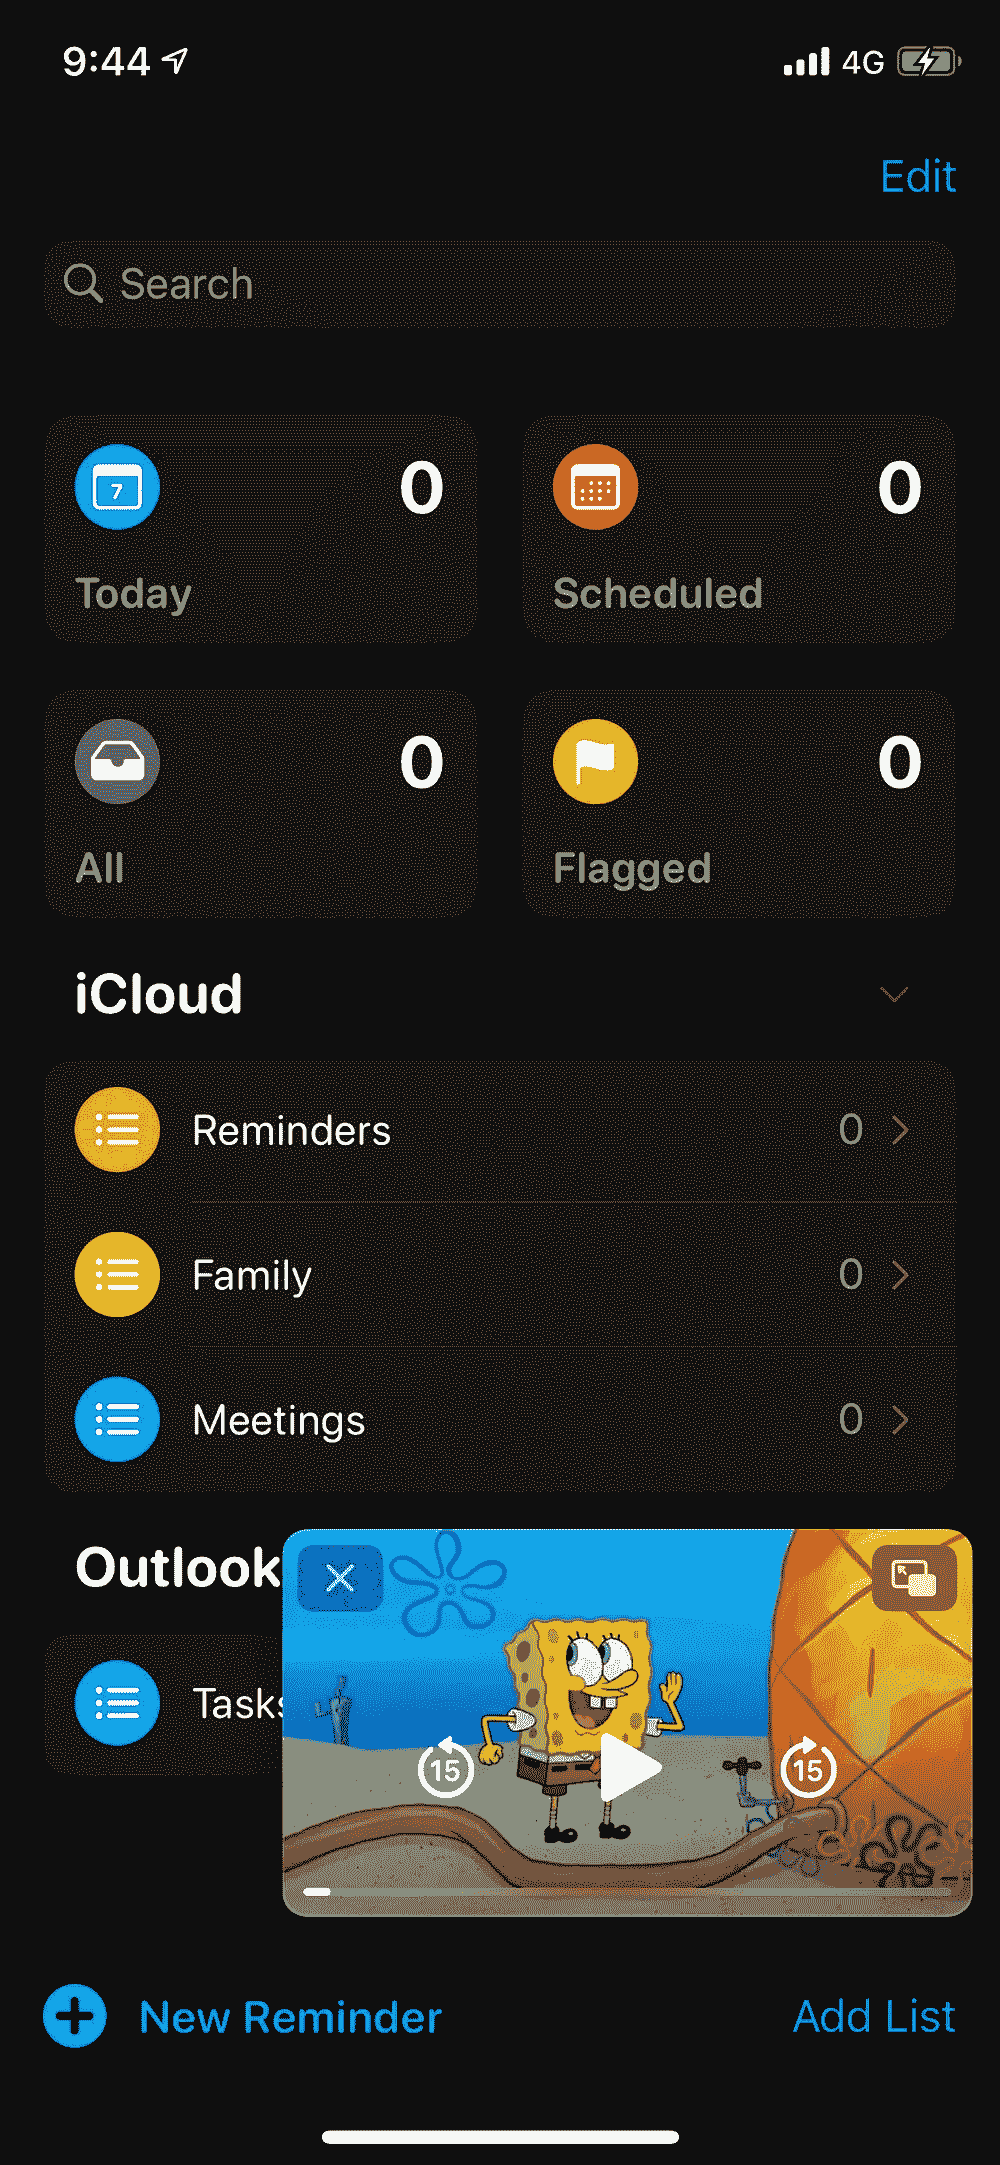 9:44 4G
Edit
Search
7 0
Today
0
Scheduled
0
All
0
Flagged
iCloud
Reminders 0
Family 0
Meetings 0
Outlook
Tasks
15 15
New Reminder Add List